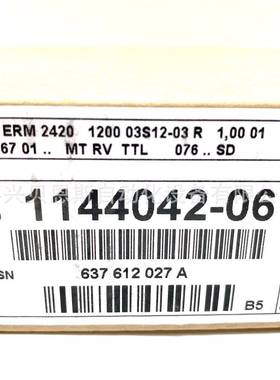 ERM 2420 1200 03S12-03 R 1,00 01
67 01 .. MT RV TTL 076 .. SD
1144042-06
SN 637 612 027 A
B5